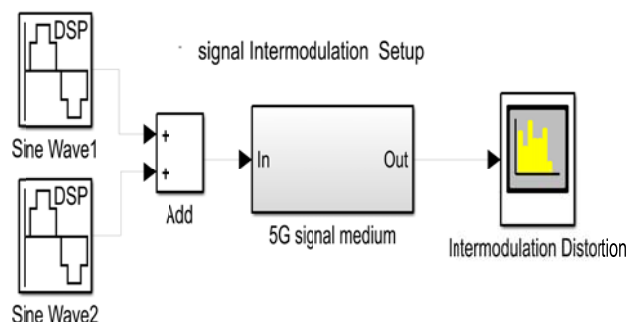 DSP
signal Intermodulation Setup
Sine Wave1
+
+
Add
In
Out
5G signal medium
Intermodulation Distortion
DSP
Sine Wave2